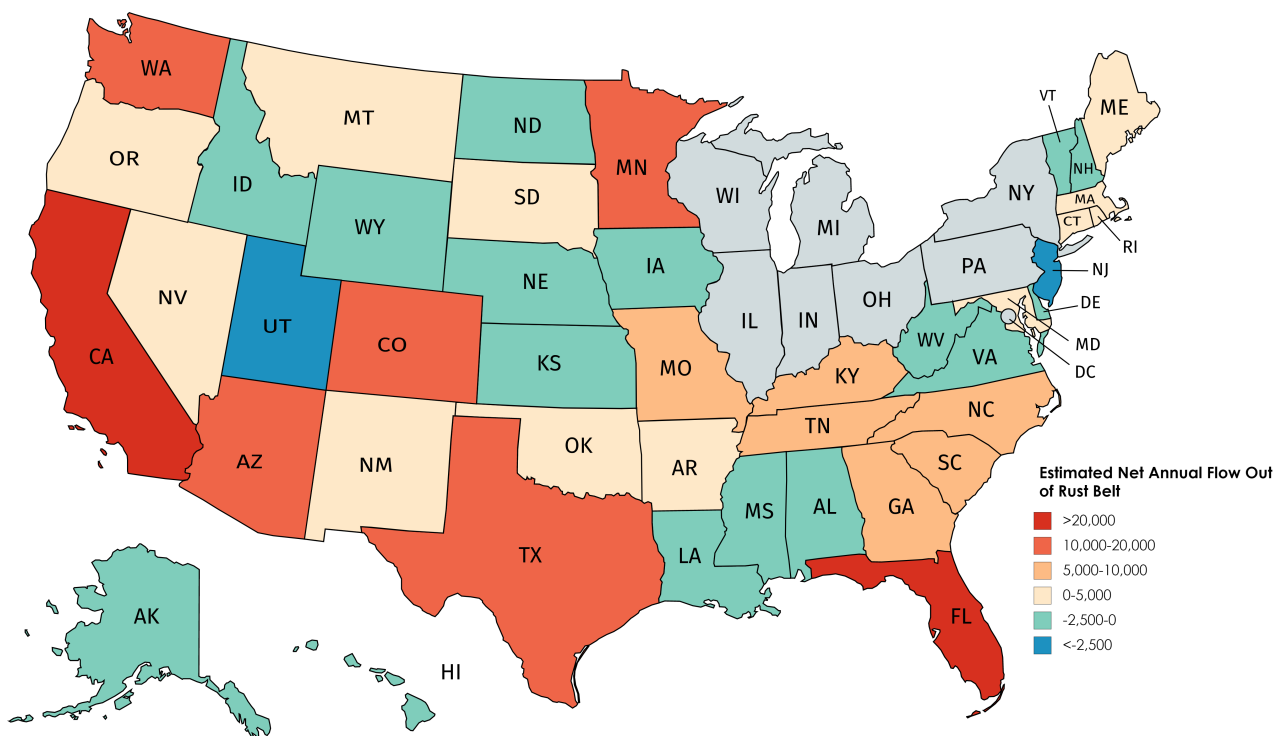 WA
MT
ND
MN
VT
ME
OR
ID
SD
WI
MI
NY
NH
MA
CT
RI
WY
NE
IA
PA
NJ
NV
UT
CO
IL
IN
OH
DE
CA
KS
MO
KY
WV
VA
MD
DC
AZ
NM
OK
AR
TN
NC
SC
Estimated Net Annual Flow Out
of Rust Belt
TX
LA
MS
AL
GA
>20,000
10,000-20,000
5,000-10,000
0-5,000
-2,500-0
<-2,500
AK
HI
FL